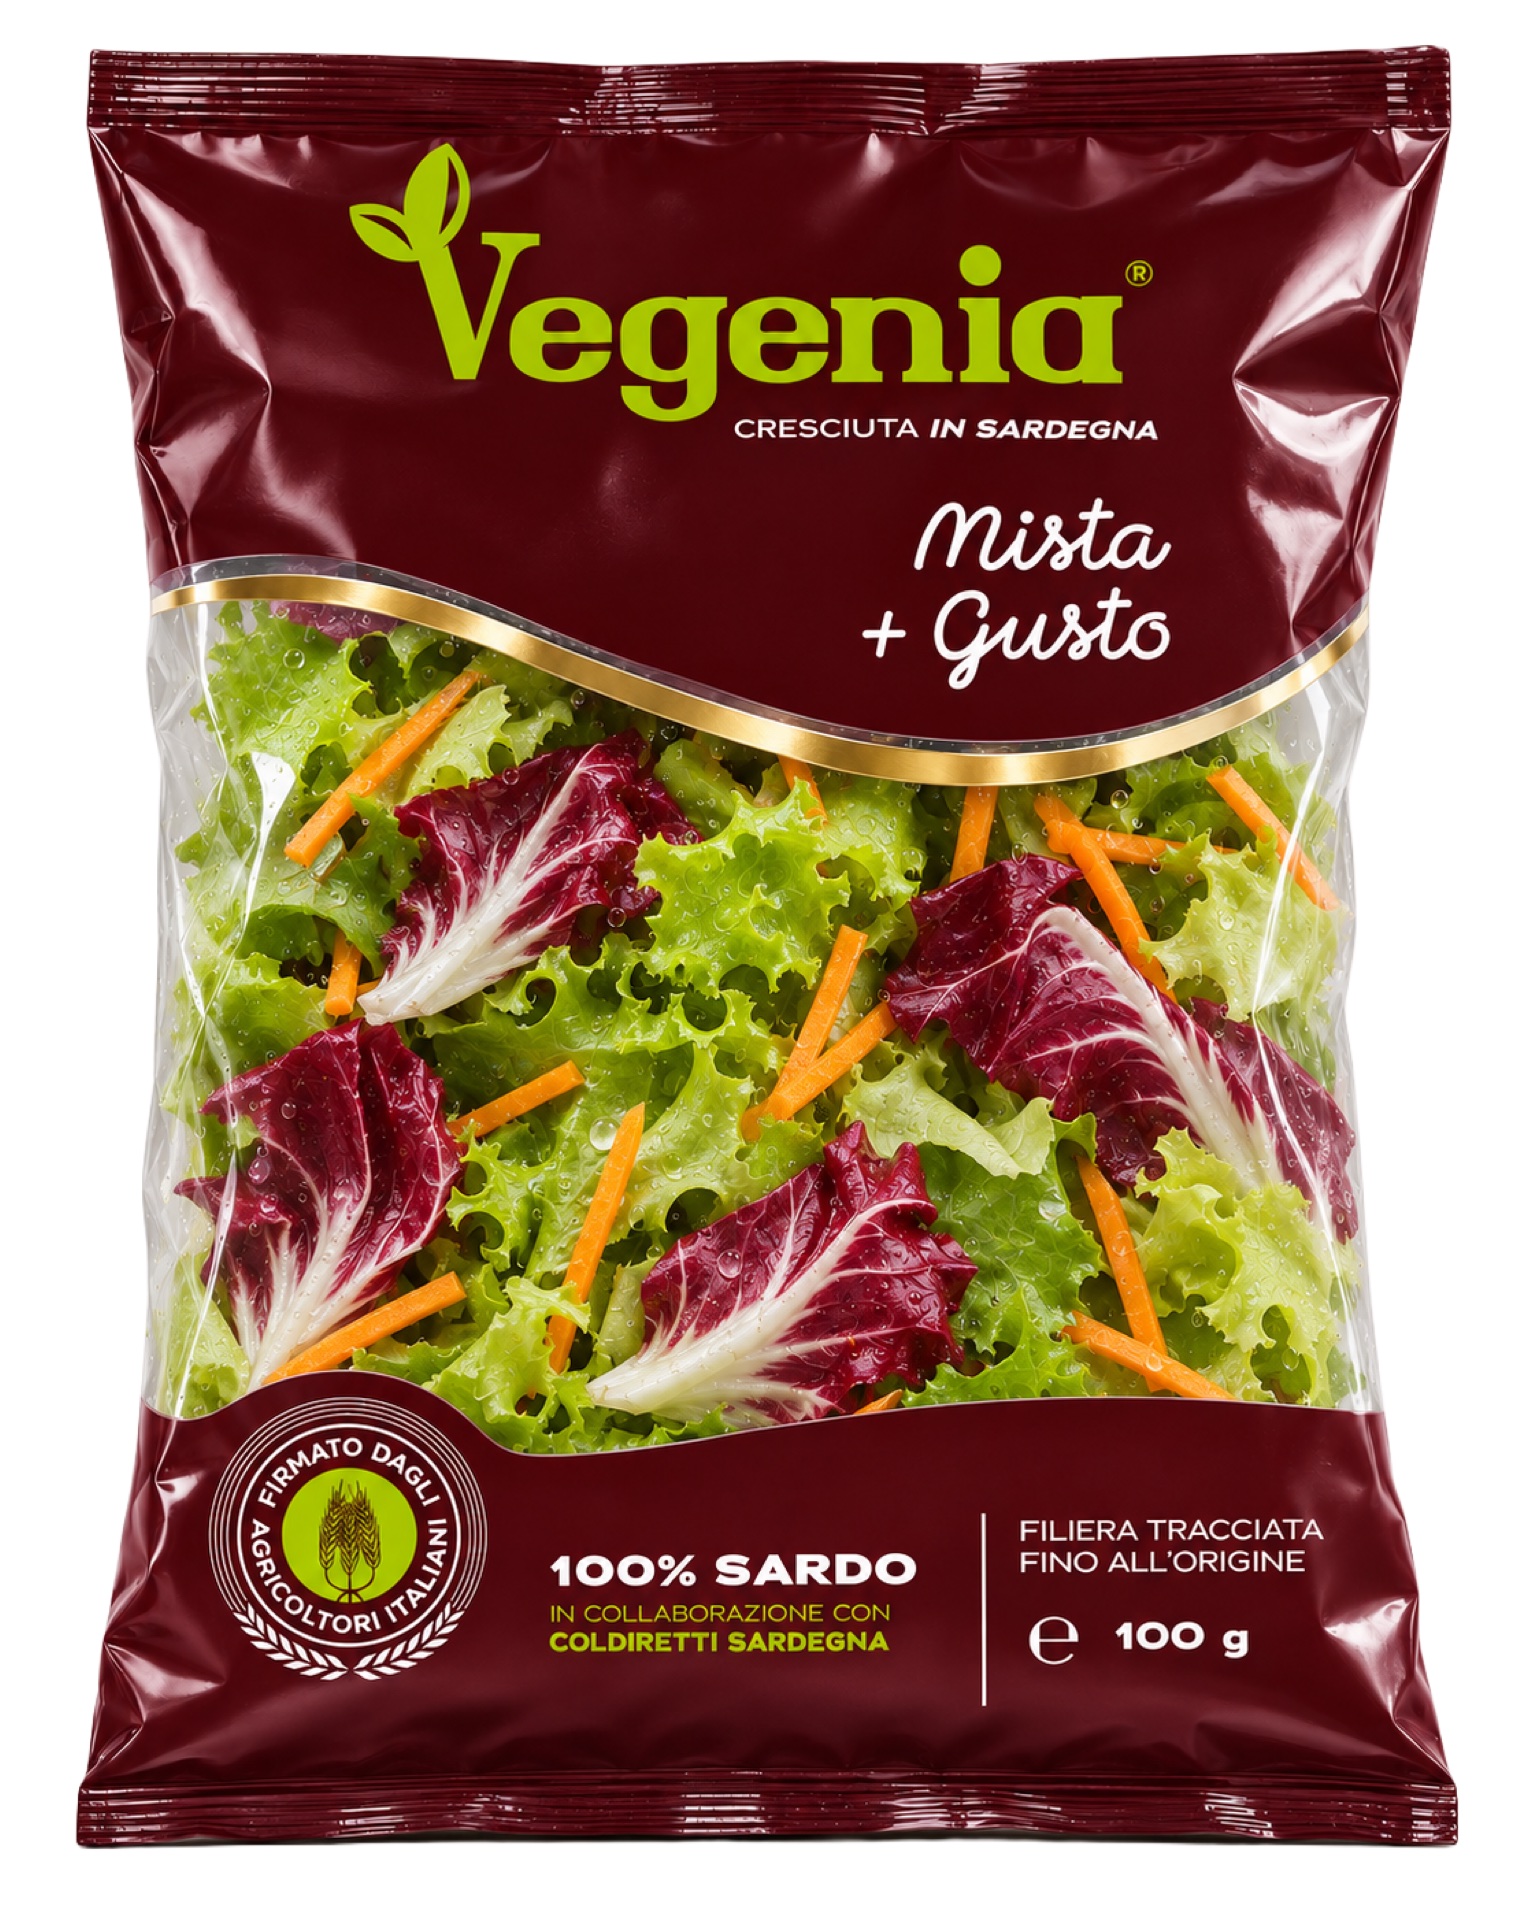 Vegenia®
CRESCIUTA IN SARDEGNA
Mista
+ Gusto
FIRMATO DAGLI
AGRICOLTORI ITALIANI
100% SARDO
IN COLLABORAZIONE CON
COLDIRETTI SARDEGNA
FILIERA TRACCIATA
FINO ALL'ORIGINE
℮ 100 g